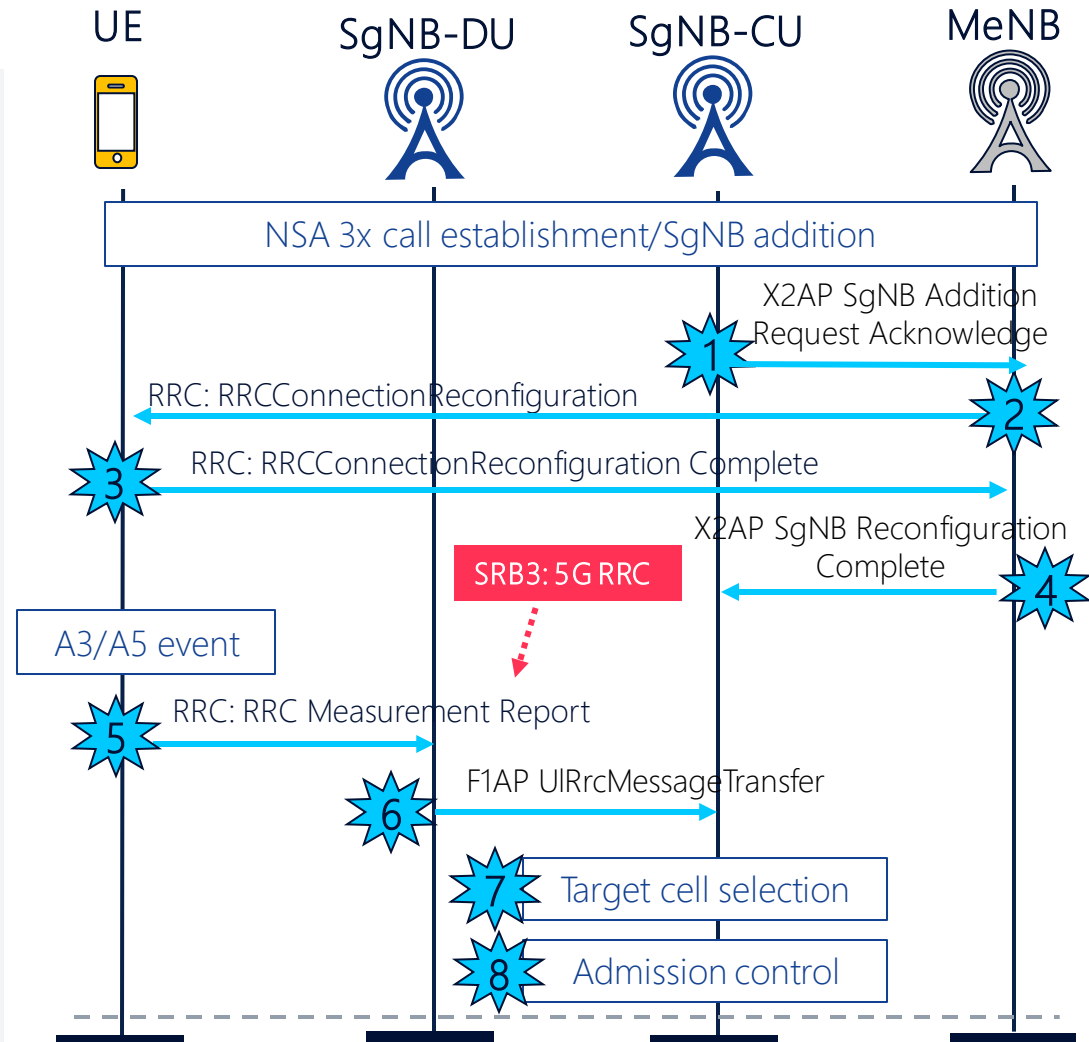 UE
SgNB-DU
SgNB-CU
MeNB
NSA 3x call establishment/SgNB addition
X2AP SgNB Addition
Request Acknowledge
1
RRC: RRCConnectionReconfiguration
2
RRC: RRCConnectionReconfiguration Complete
3
X2AP SgNB Reconfiguration
Complete
4
SRB3: 5G RRC
A3/A5 event
RRC: RRC Measurement Report
5
F1AP UlRrcMessageTransfer
6
7
Target cell selection
8
Admission control